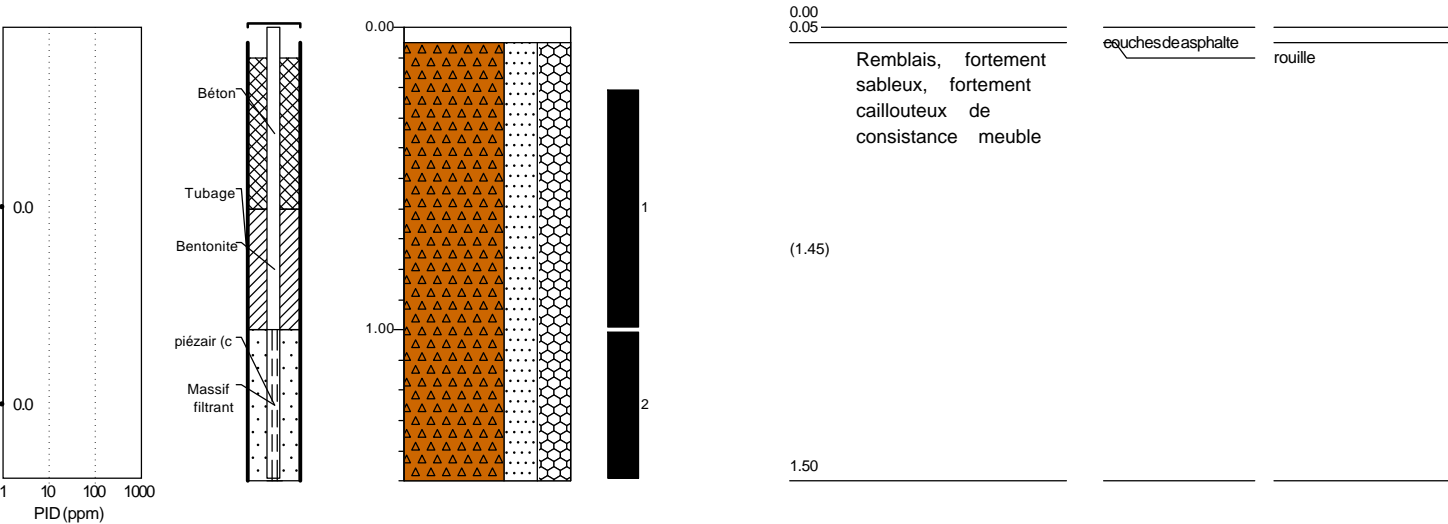 0.0
0.0
1 10 100 1000
PID (ppm)
Béton
Tubage
Bentonite
piézair (c
Massif
filtrant
0.00
1.00
1
2
0.00
0.05
(1.45)
1.50
Remblais, fortement
sableux, fortement
caillouteux de
consistance meuble
couches de asphalte
rouille